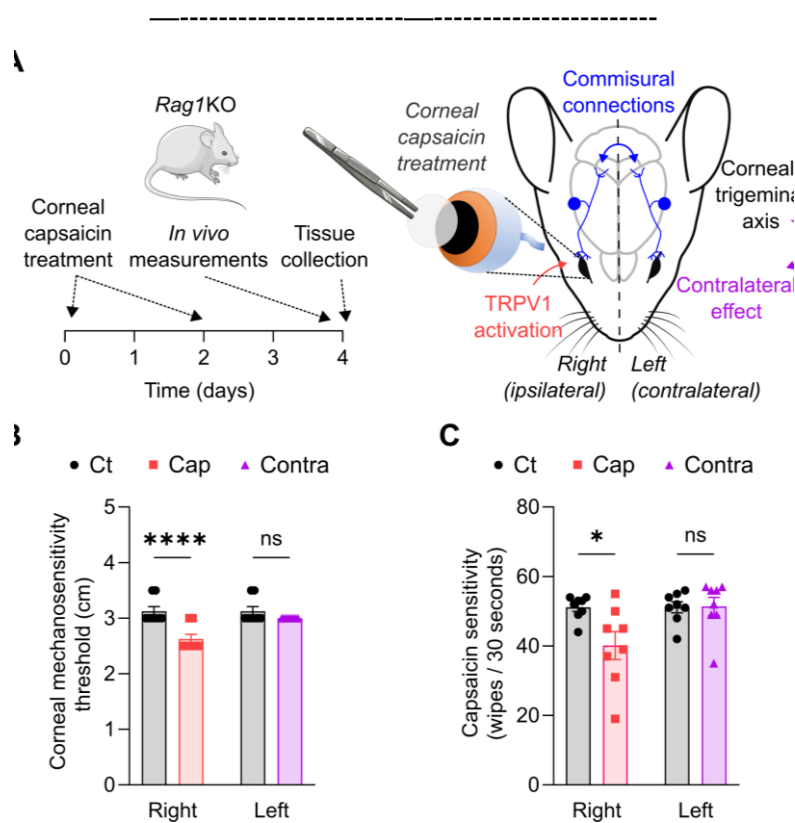 A
Rag1KO
Corneal
capsaicin
treatment
In vivo
measurements
Tissue
collection
0 1 2 3 4
Time (days)
Corneal
capsaicin
treatment
Commisural
connections
Corneal
trigemina
axis
TRPV1
activation
Contralateral
effect
Right
(ipsilateral)
Left
(contralateral)
B
Ct Cap Contra
Corneal mechanosensitivity
threshold (cm)
5
4
3
2
1
0
****
ns
Right Left
C
Ct Cap Contra
Capsaicin sensitivity
(wipes / 30 seconds)
80
60
40
20
0
*
ns
Right Left